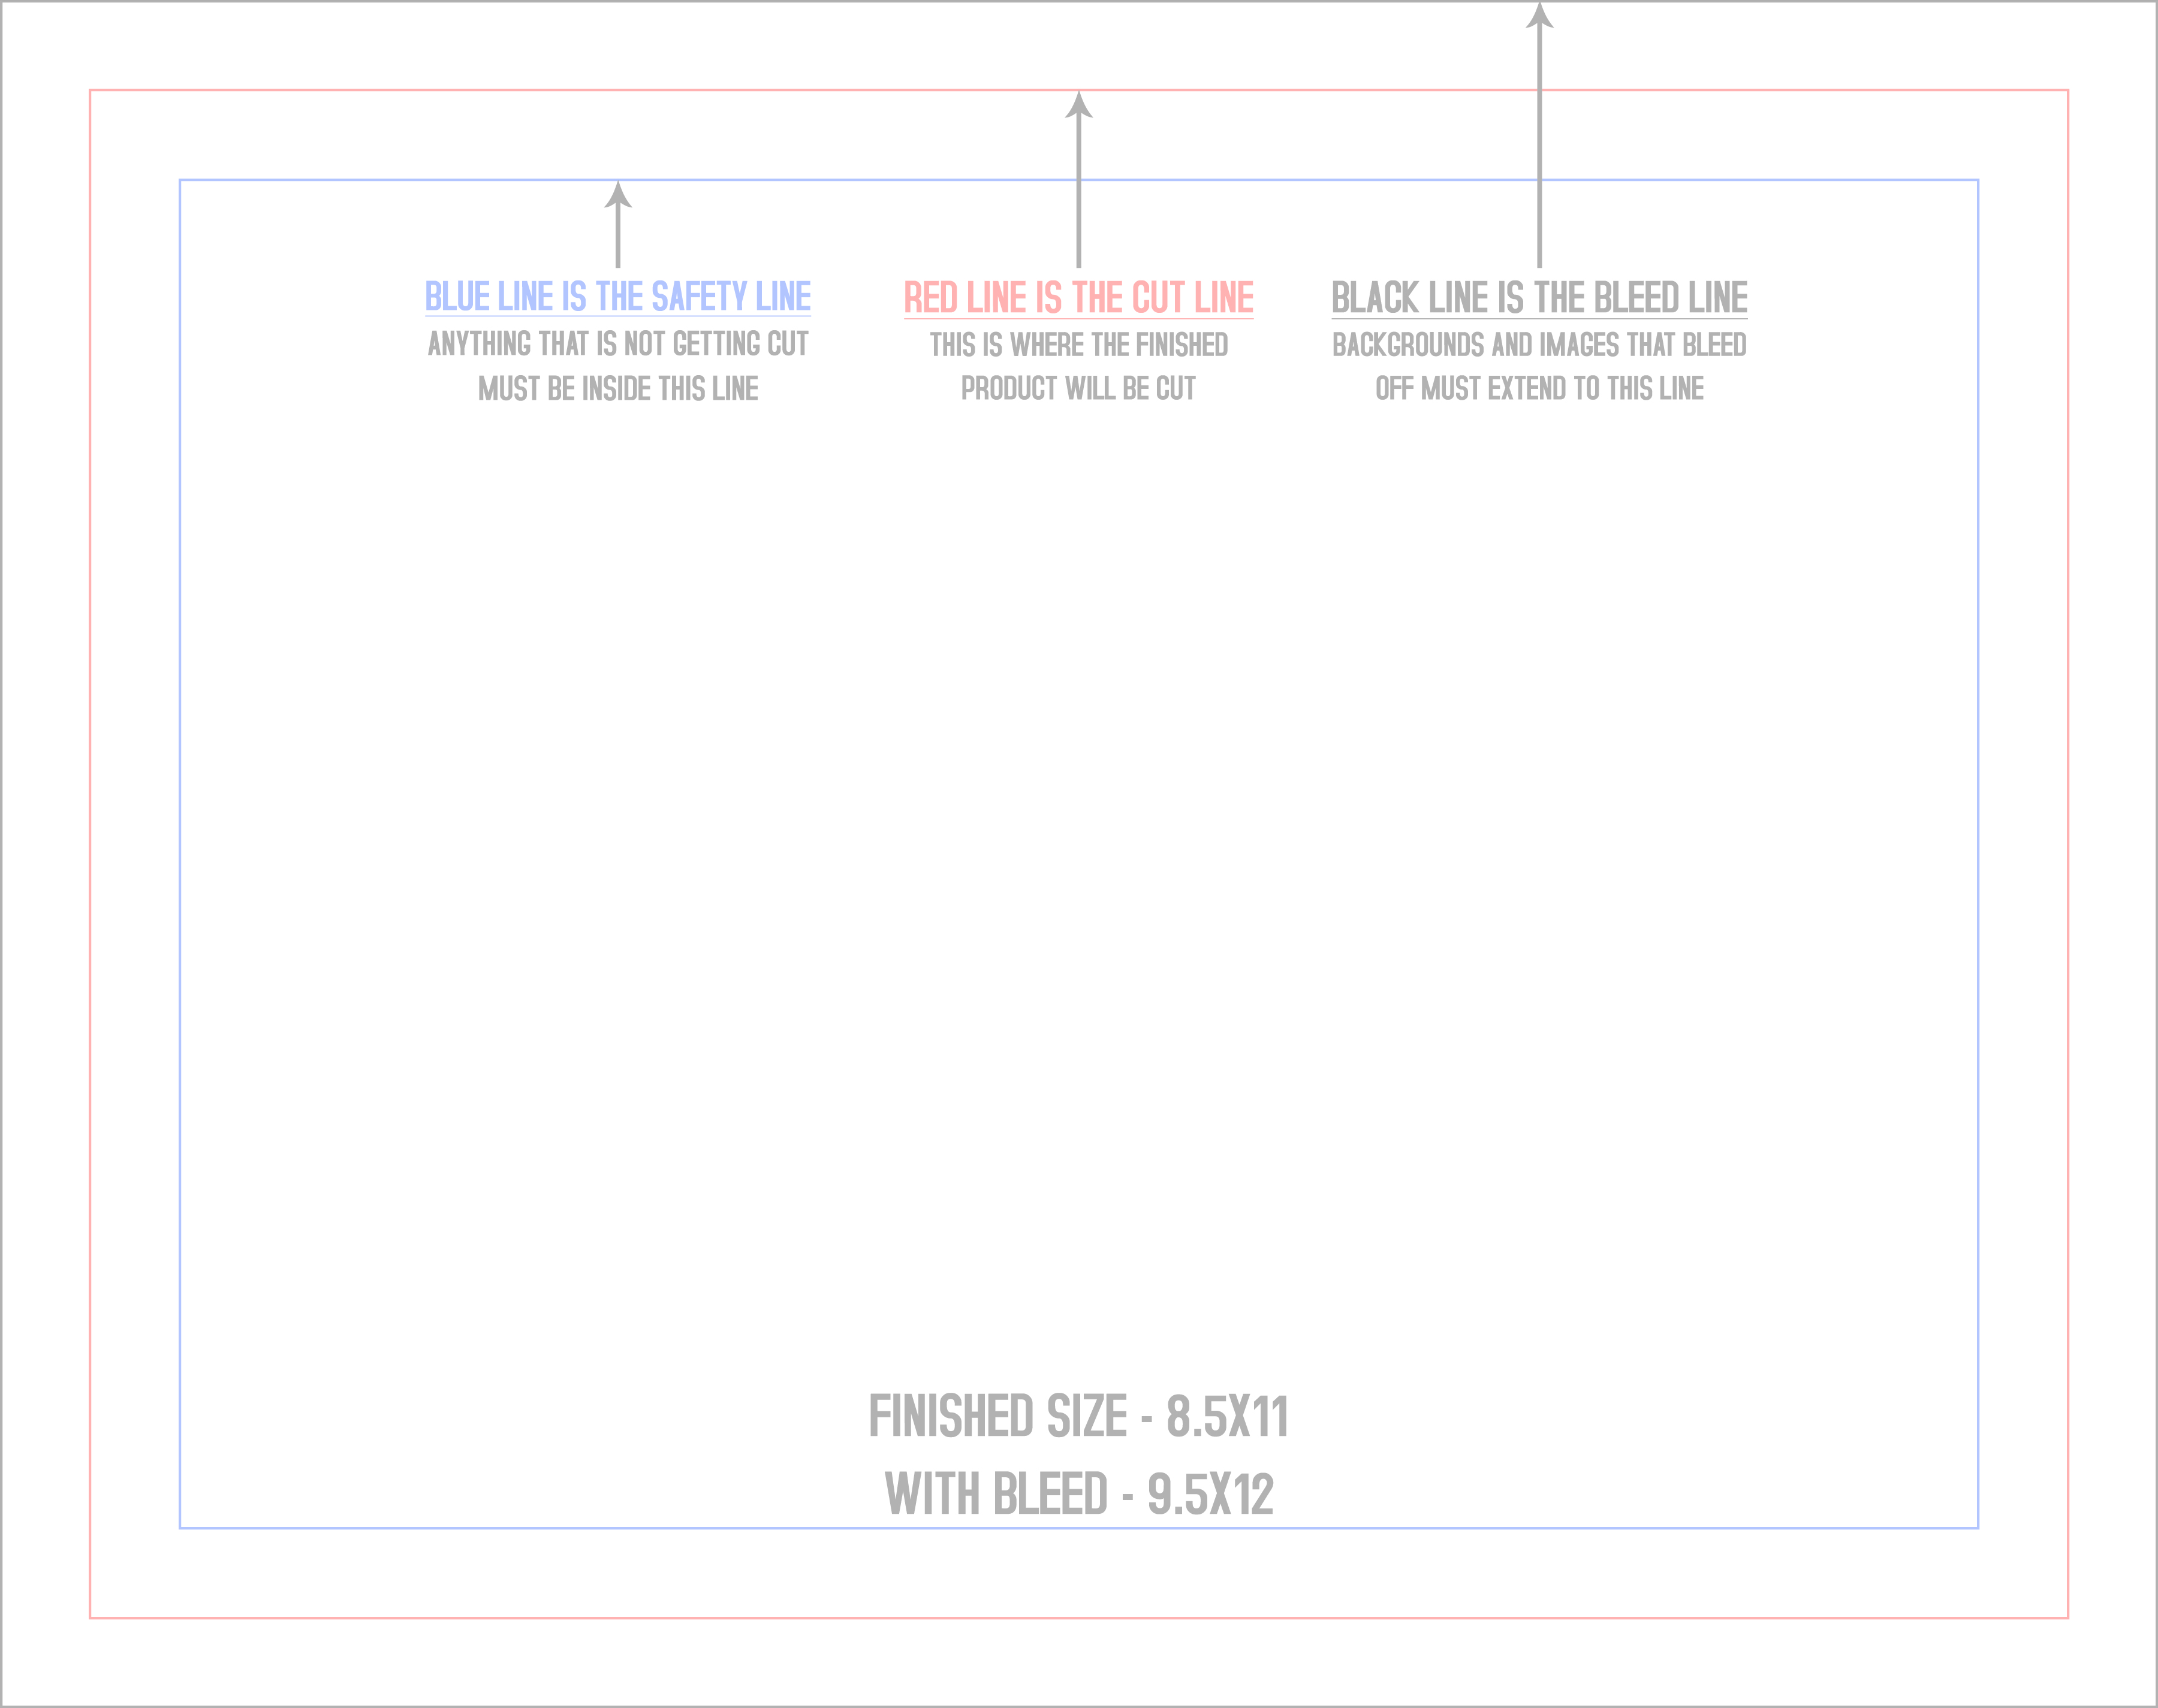 BLUE LINE IS THE SAFETY LINE
ANYTHING THAT IS NOT GETTING CUT
MUST BE INSIDE THIS LINE
RED LINE IS THE CUT LINE
THIS IS WHERE THE FINISHED
PRODUCT WILL BE CUT
BLACK LINE IS THE BLEED LINE
BACKGROUNDS AND IMAGES THAT BLEED
OFF MUST EXTEND TO THIS LINE
FINISHED SIZE - 8.5X11
WITH BLEED - 9.5X12